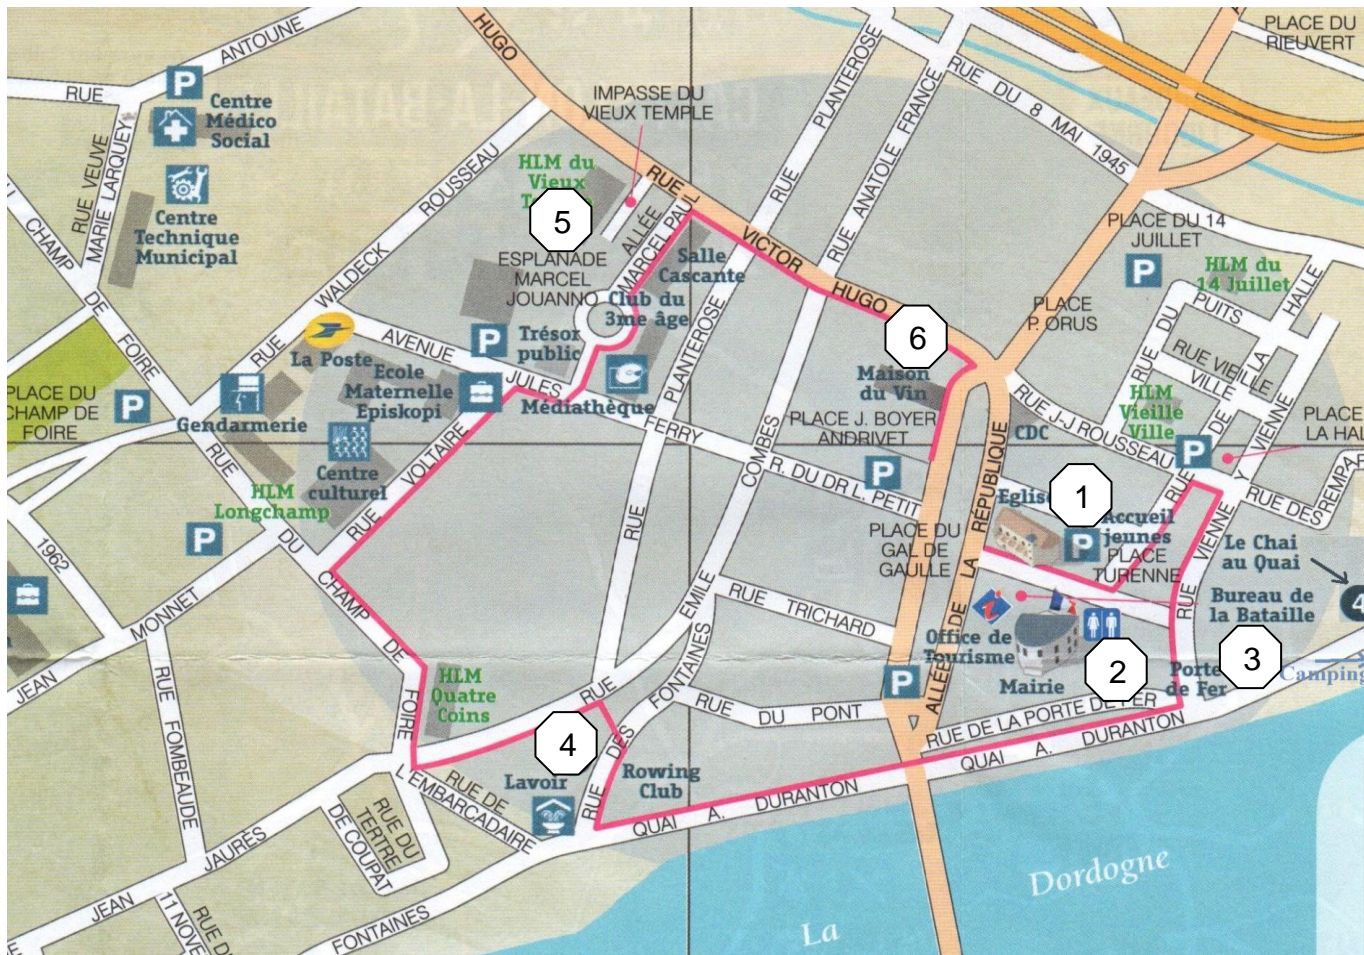 HUGO
PLACE DU
RIEUVERT
ANTOUNE
RUE
P
Centre
Médico
Social
RUE VEUVE
MARIE LARQUEY
Centre
Technique
Municipal
IMPASSE DU
VIEUX TEMPLE
RUE PLANTEROSE
RUE ANATOLE FRANCE
RUE DU 8 MAI 1945
HLM du
Vieux
5
RUE
VICTOR
HUGO
ALLÉE
MARCEL PAUL
Salle
Cascante
ESPLANADE
MARCEL
JOUANNO
Club du
3me âge
RUE WALDECK ROUSSEAU
CHAMP
DE
FOIRE
RUE
DU
CHAMP
DE
FOIRE
PLACE DU 14
JUILLET
P
HLM du
14 Juillet
PLACE
P. ORUS
RUE DU
PUITS
RUE VIEILLE
VILLE
RUE DE LA HALLE
6
La Poste
AVENUE
JULES
FERRY
P
Trésor
public
Ecole
Maternelle
Episkopi
Médiathèque
Maison
du Vin
PLACE J. BOYER
ANDRIVET
P
R. DU DR L. PETIT
RUE J-J ROUSSEAU
CDC
HLM
Vieille
Ville
P
PLACE
LA HAL
PLACE DU
CHAMP DE
FOIRE
P
Gendarmerie
Centre
culturel
HLM
Longchamp
RUE VOLTAIRE
P
RUE PLANTEROSE
RUE EMILE COMBES
1962
JEAN MONNET
RUE FOMBEAUDE
PLACE DU
GAL DE
GAULLE
ALLÉE DE LA RÉPUBLIQUE
Eglise
1
P
Accueil
jeunes
PLACE
TURENNE
RUE VIENNE
Y VIENNE
RUE DES REMPAR
Le Chai
au Quai
4
Bureau de
la Bataille
RUE TRICHARD
Office de
Tourisme
Mairie
2
3
Porte
de Fer
Camping
HLM
Quatre
Coins
4
RUE DES FONTAINES
RUE DU PONT
P
RUE DE LA PORTE DE FER
QUAI A. DURANTON
QUAI A. DURANTON
Lavoir
Rowing
Club
RUE DE
L'EMBARCADAIRE
RUE DU
TERTRE
DE COUPAT
JEAN JAURÈS
11 NOVE
RUE D
FONTAINES
La Dordogne